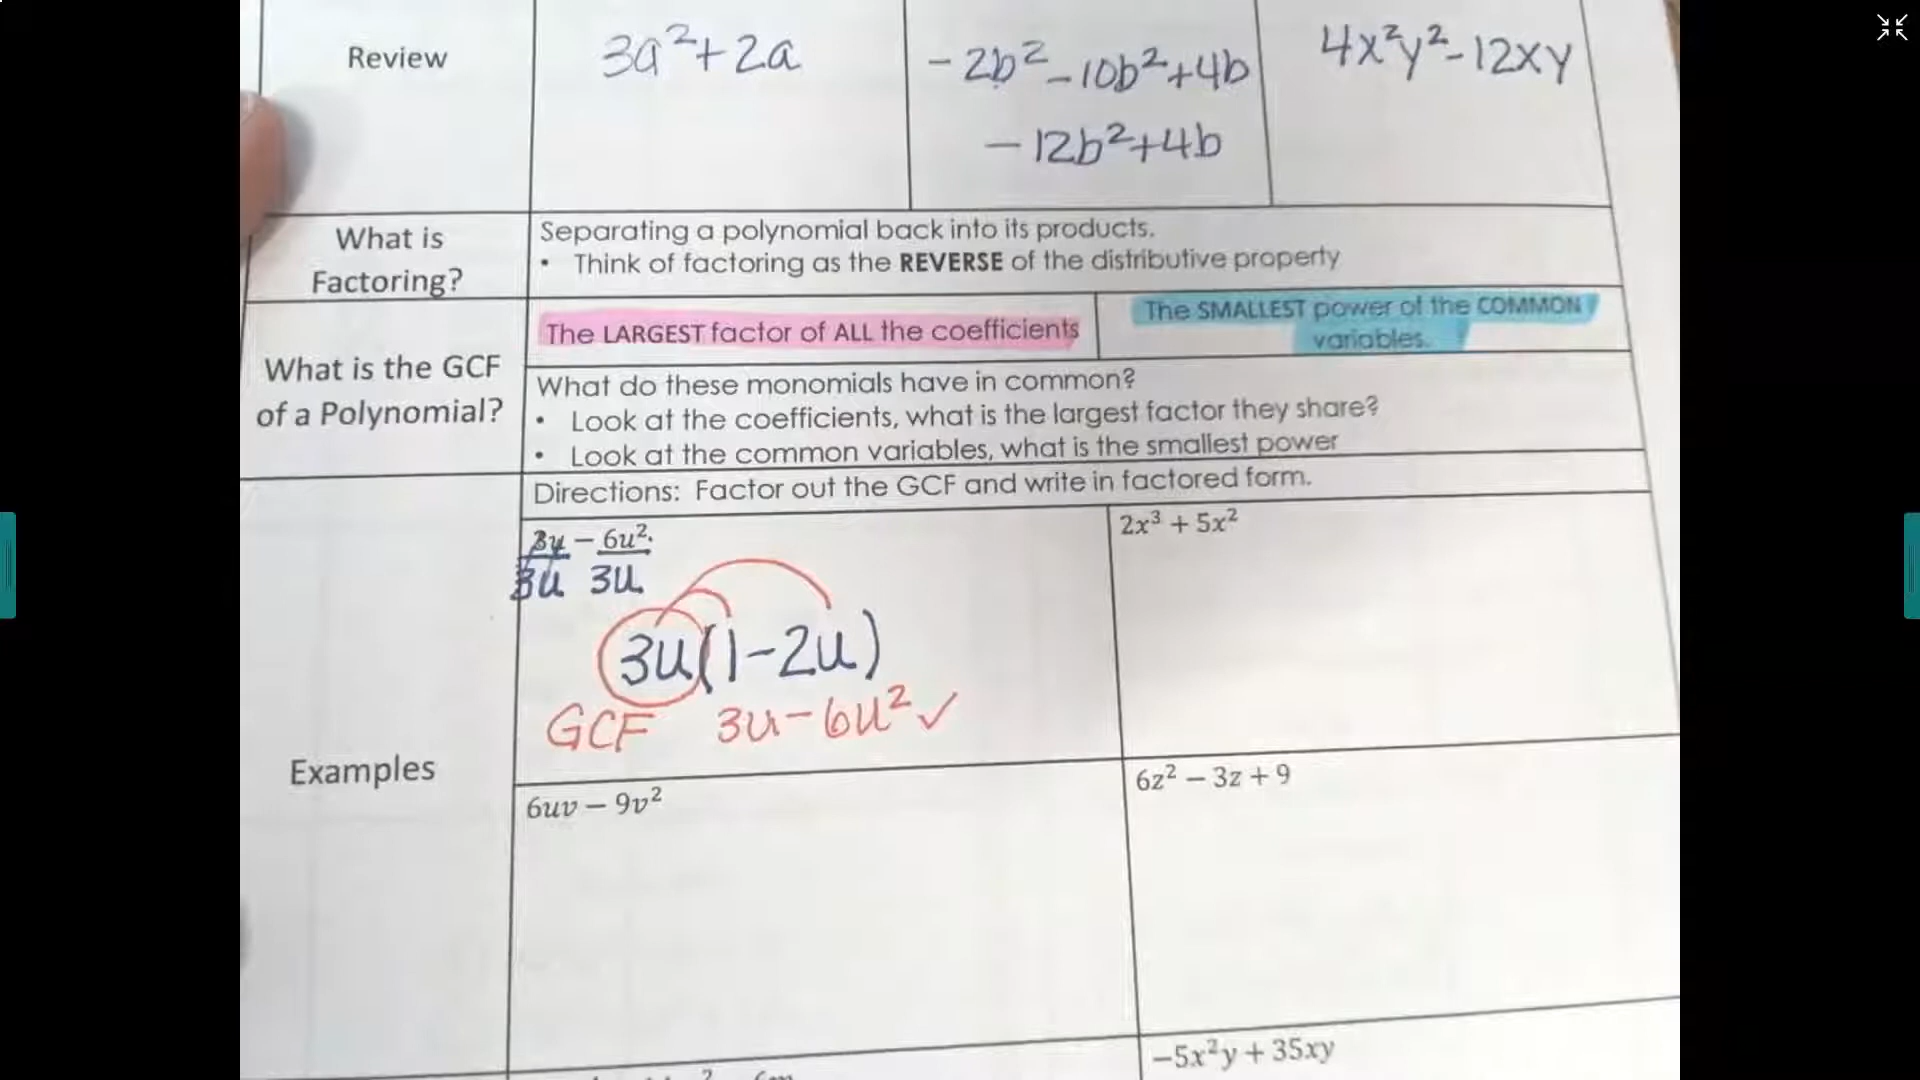 Review
3a²+2a
-2b²-10b²+4b
-12b²+4b
4x²y²-12xy
What is
Factoring?
Separating a polynomial back into its products.
• Think of factoring as the REVERSE of the distributive property
What is the GCF
of a Polynomial?
The LARGEST factor of ALL the coefficients
The SMALLEST power of the COMMON
variables.
What do these monomials have in common?
• Look at the coefficients, what is the largest factor they share?
• Look at the common variables, what is the smallest power
Directions: Factor out the GCF and write in factored form.
Examples
3u − 6u².
3u 3u
3u(1-2u)
GCF 3u-6u² ✓
2x³ + 5x²
6uv − 9v²
6z² − 3z + 9
−5x²y + 35xy